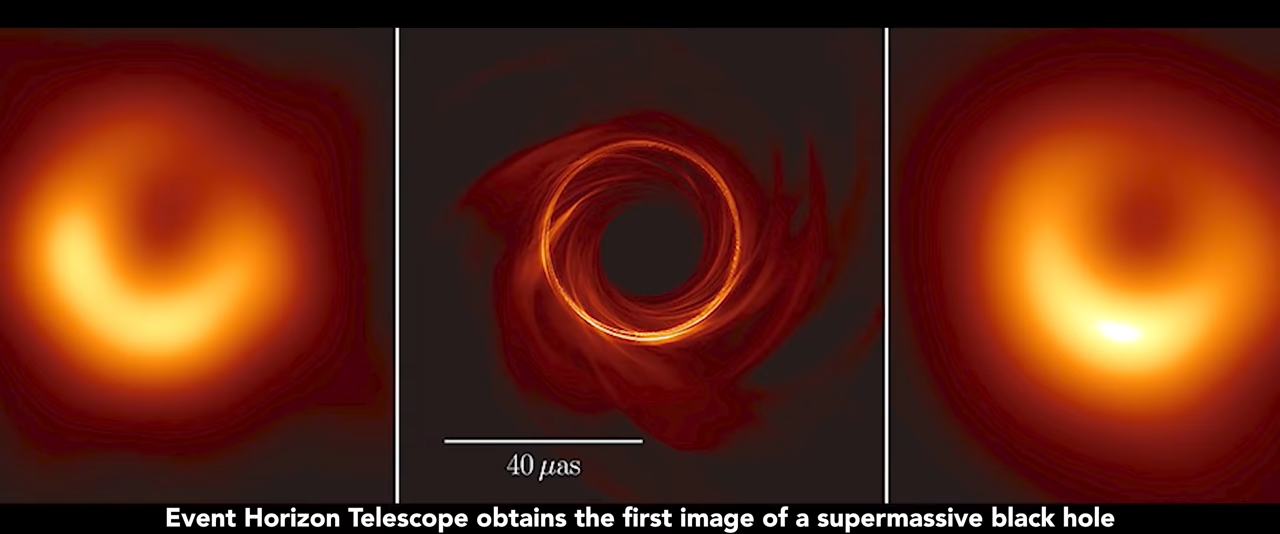 40 μas
Event Horizon Telescope obtains the first image of a supermassive black hole